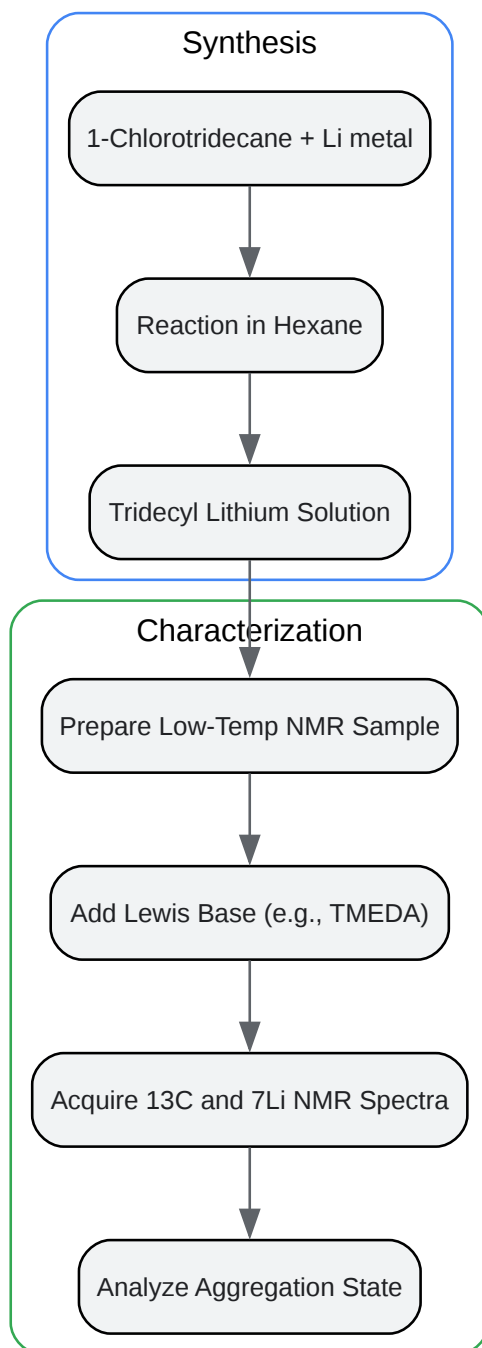 Synthesis
1-Chlorotridecane + Li metal
Reaction in Hexane
Tridecyl Lithium Solution
Characterization
Prepare Low-Temp NMR Sample
Add Lewis Base (e.g., TMEDA)
Acquire 13C and 7Li NMR Spectra
Analyze Aggregation State